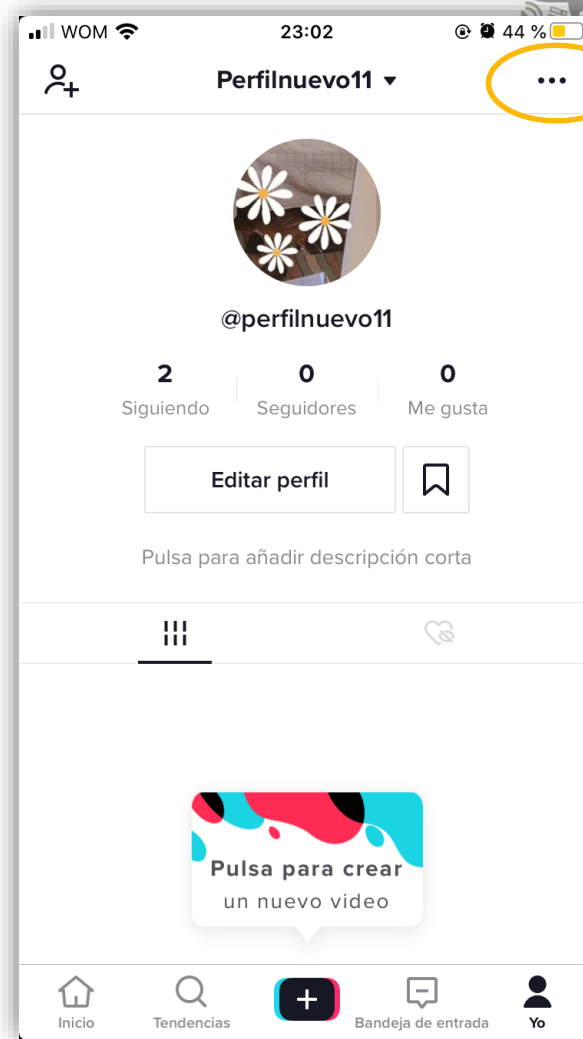 WOM 23:02 44 %
Perfilnuevo11
@perfilnuevo11
2 0 0
Siguiendo Seguidores Me gusta
Editar perfil
Pulsa para añadir descripción corta
Pulsa para crear
un nuevo video
Inicio Tendencias Bandeja de entrada Yo